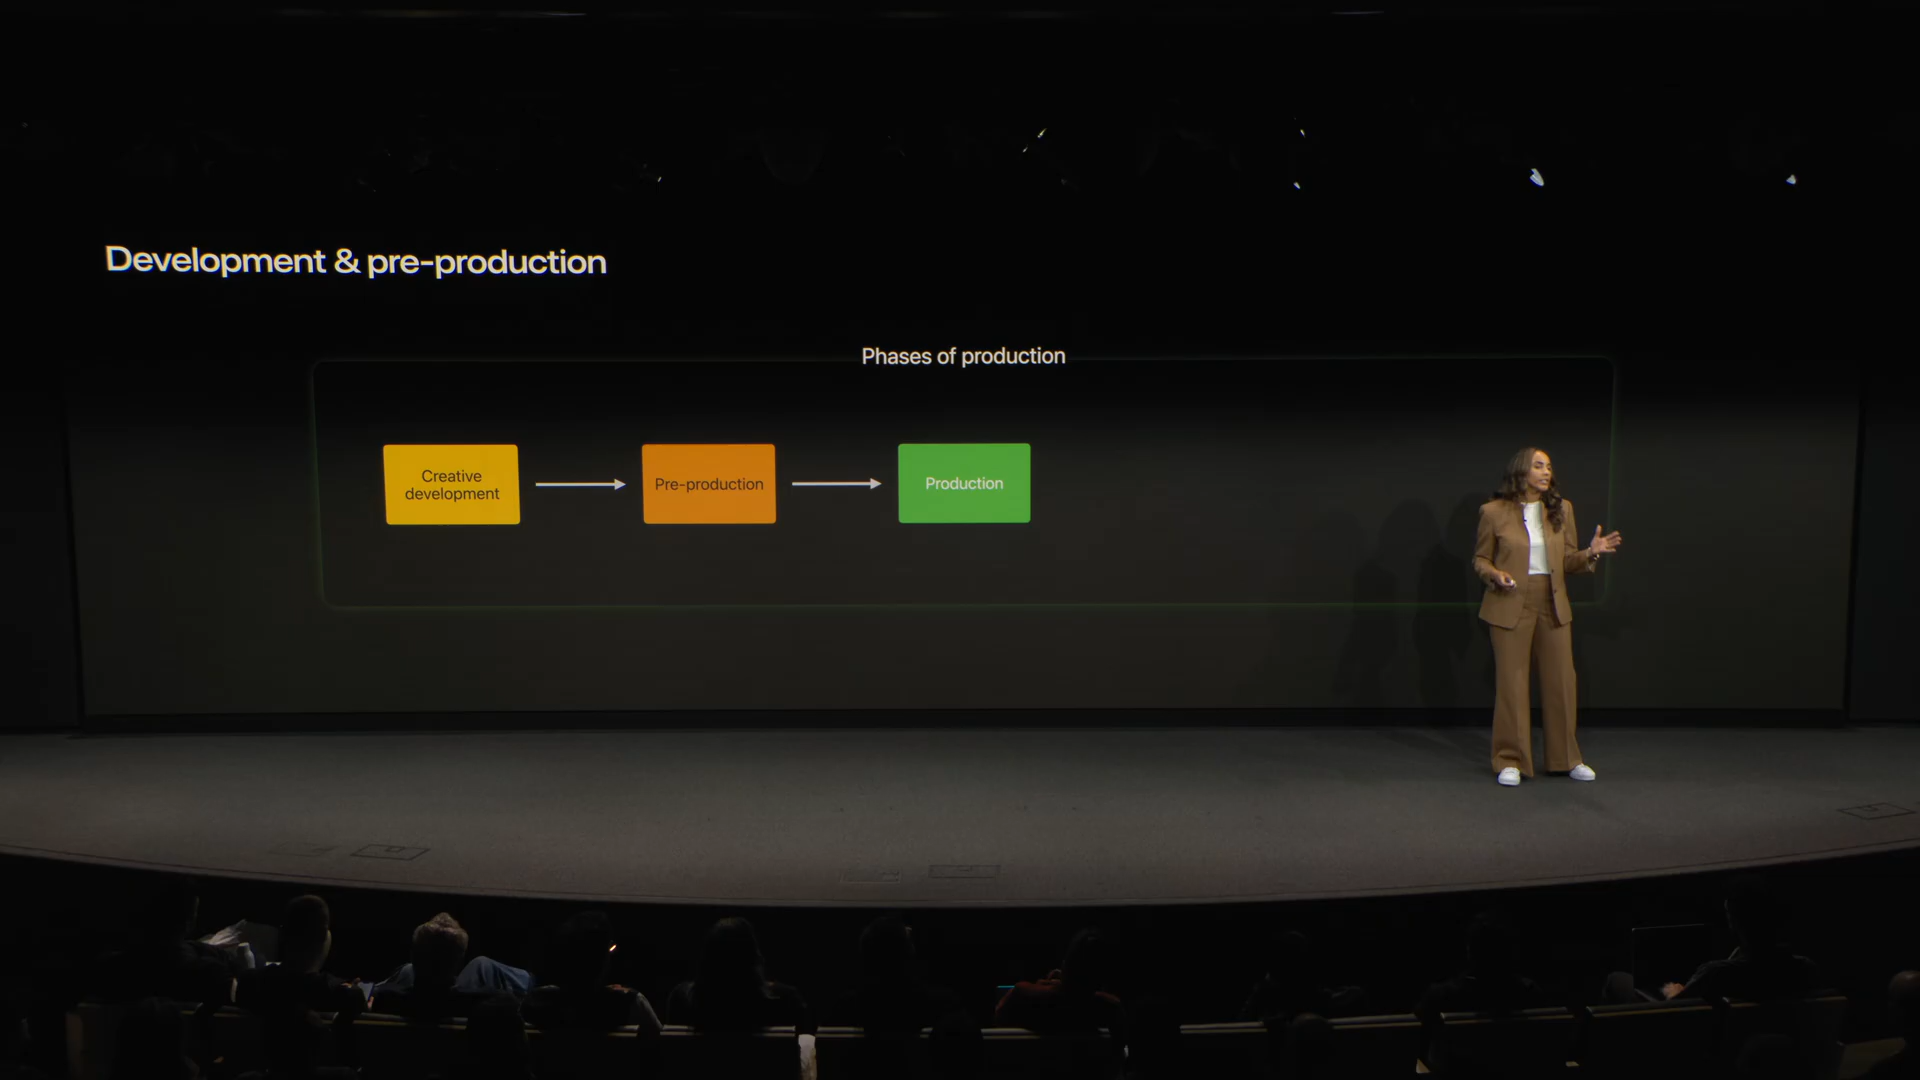 Development & pre-production
Phases of production
Creative
development
Pre-production
Production